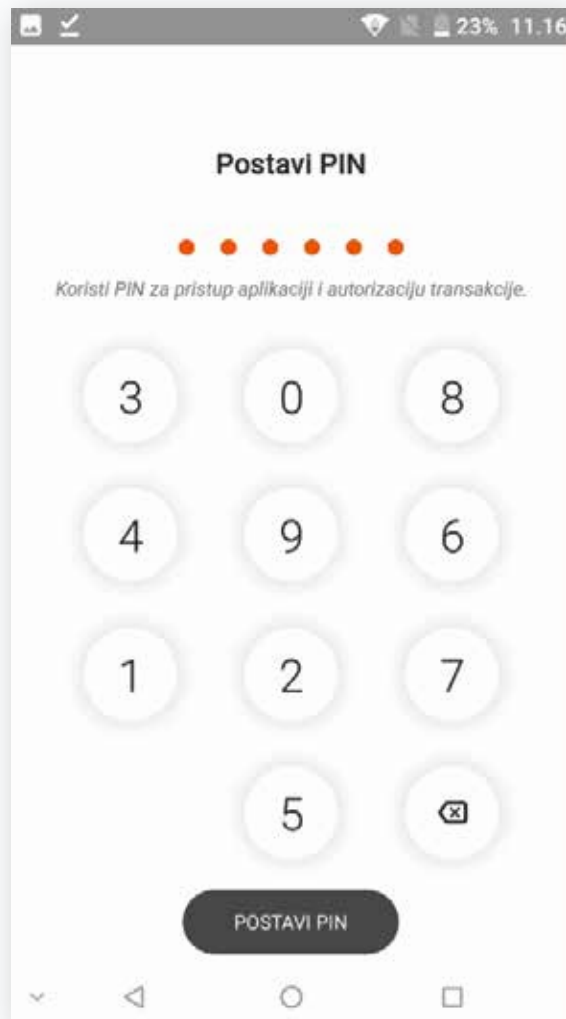 23% 11.16
Postavi PIN
Koristi PIN za pristup aplikaciji i autorizaciju transakcije.
3 0 8
4 9 6
1 2 7
5
POSTAVI PIN